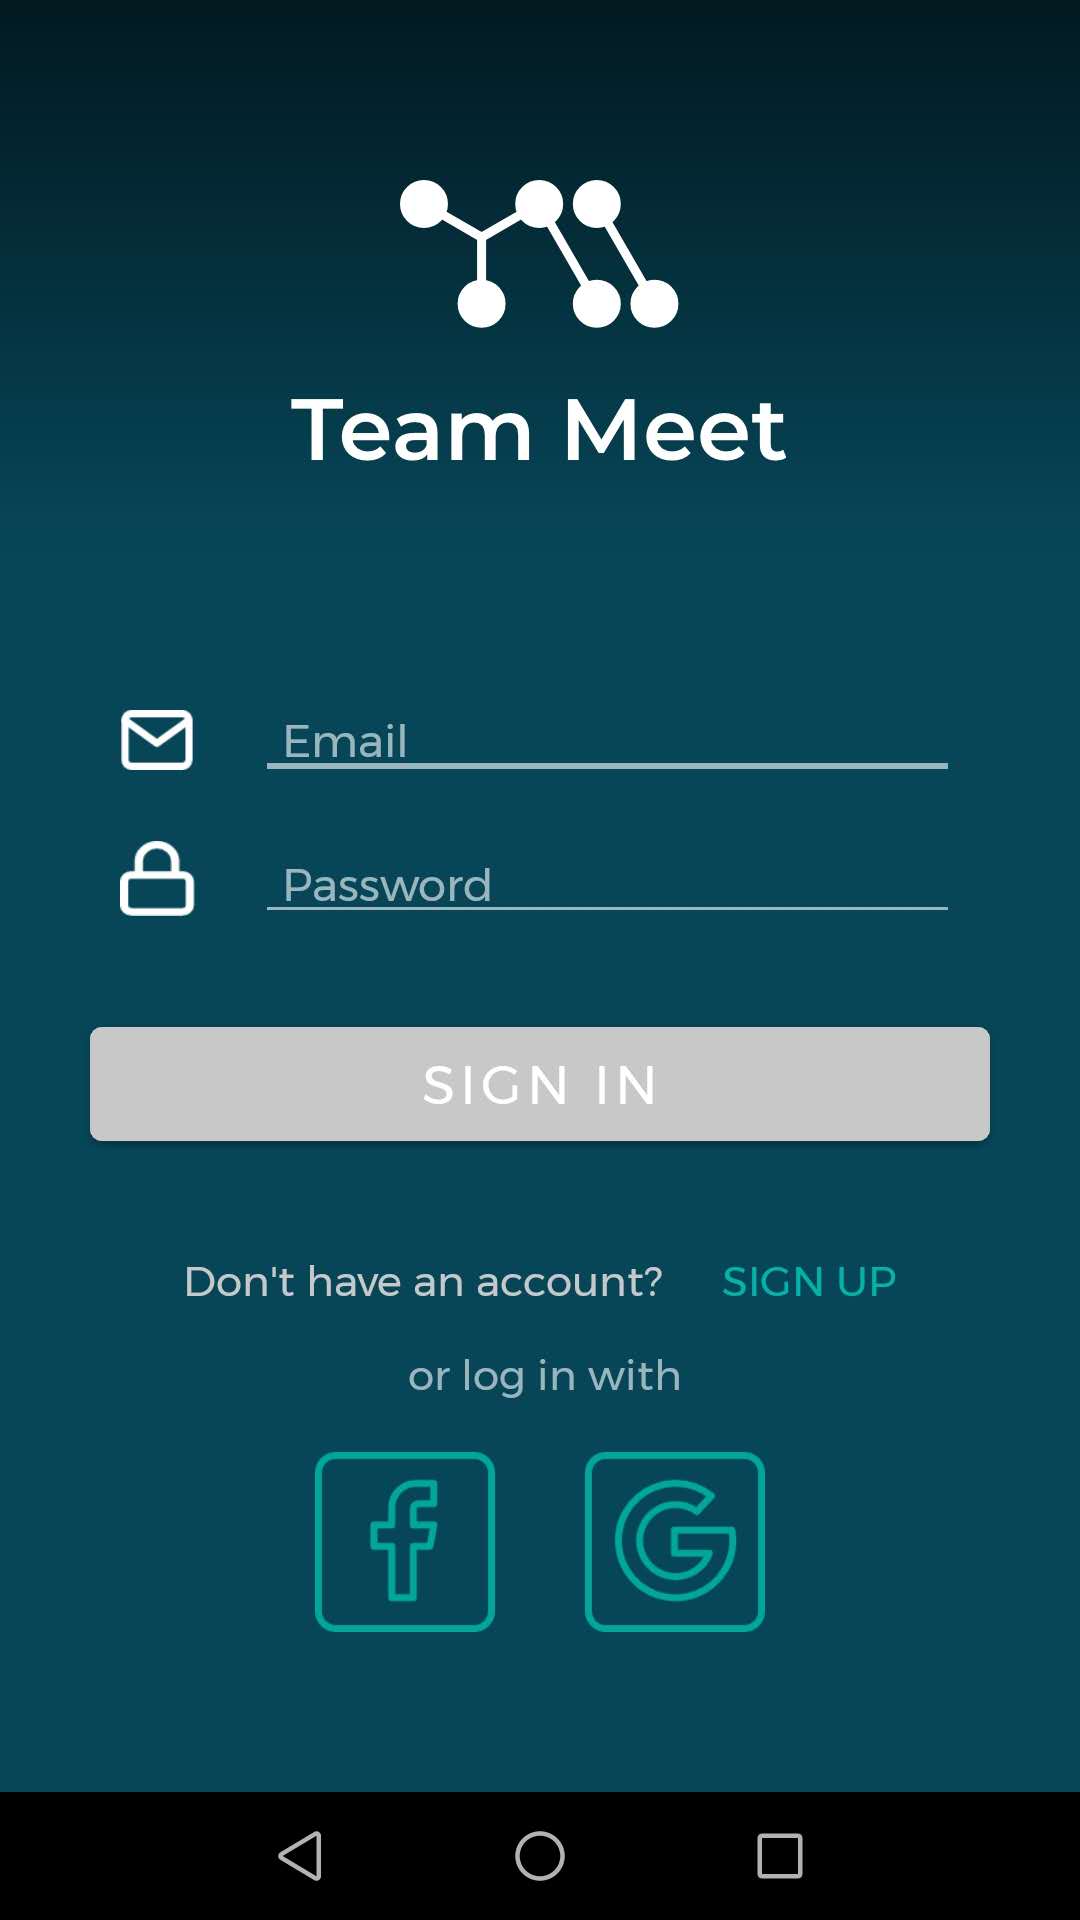 Team Meet
Email
Password
SIGN IN
Don't have an account? SIGN UP
or log in with